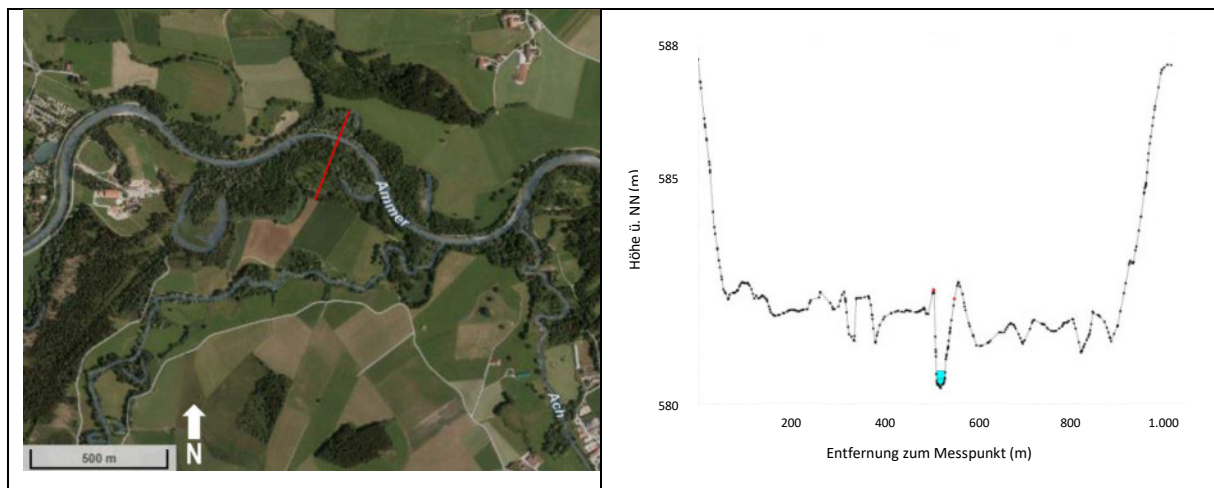 Ammer
Ach
N
500 m
588
585
580
Höhe ü. NN (m)
200 400 600 800 1.000
Entfernung zum Messpunkt (m)